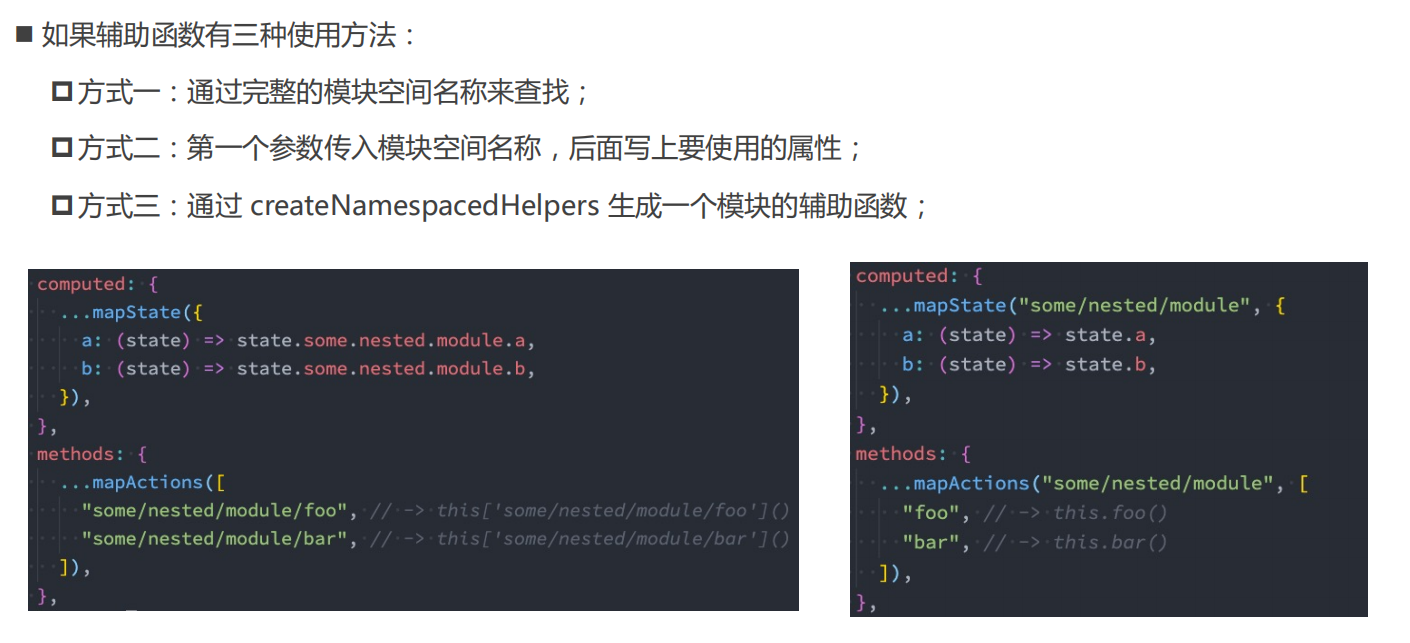 ■ 如果辅助函数有三种使用方法：
方式一：通过完整的模块空间名称来查找；
方式二：第一个参数传入模块空间名称，后面写上要使用的属性；
方式三：通过 createNamespacedHelpers 生成一个模块的辅助函数；
computed: {
  ...mapState({
    a: (state) => state.some.nested.module.a,
    b: (state) => state.some.nested.module.b,
  }),
},
methods: {
  ...mapActions([
    "some/nested/module/foo", // -> this['some/nested/module/foo']()
    "some/nested/module/bar", // -> this['some/nested/module/bar']()
  ]),
},
computed: {
  ...mapState("some/nested/module", {
    a: (state) => state.a,
    b: (state) => state.b,
  }),
},
methods: {
  ...mapActions("some/nested/module", [
    "foo", // -> this.foo()
    "bar", // -> this.bar()
  ]),
},